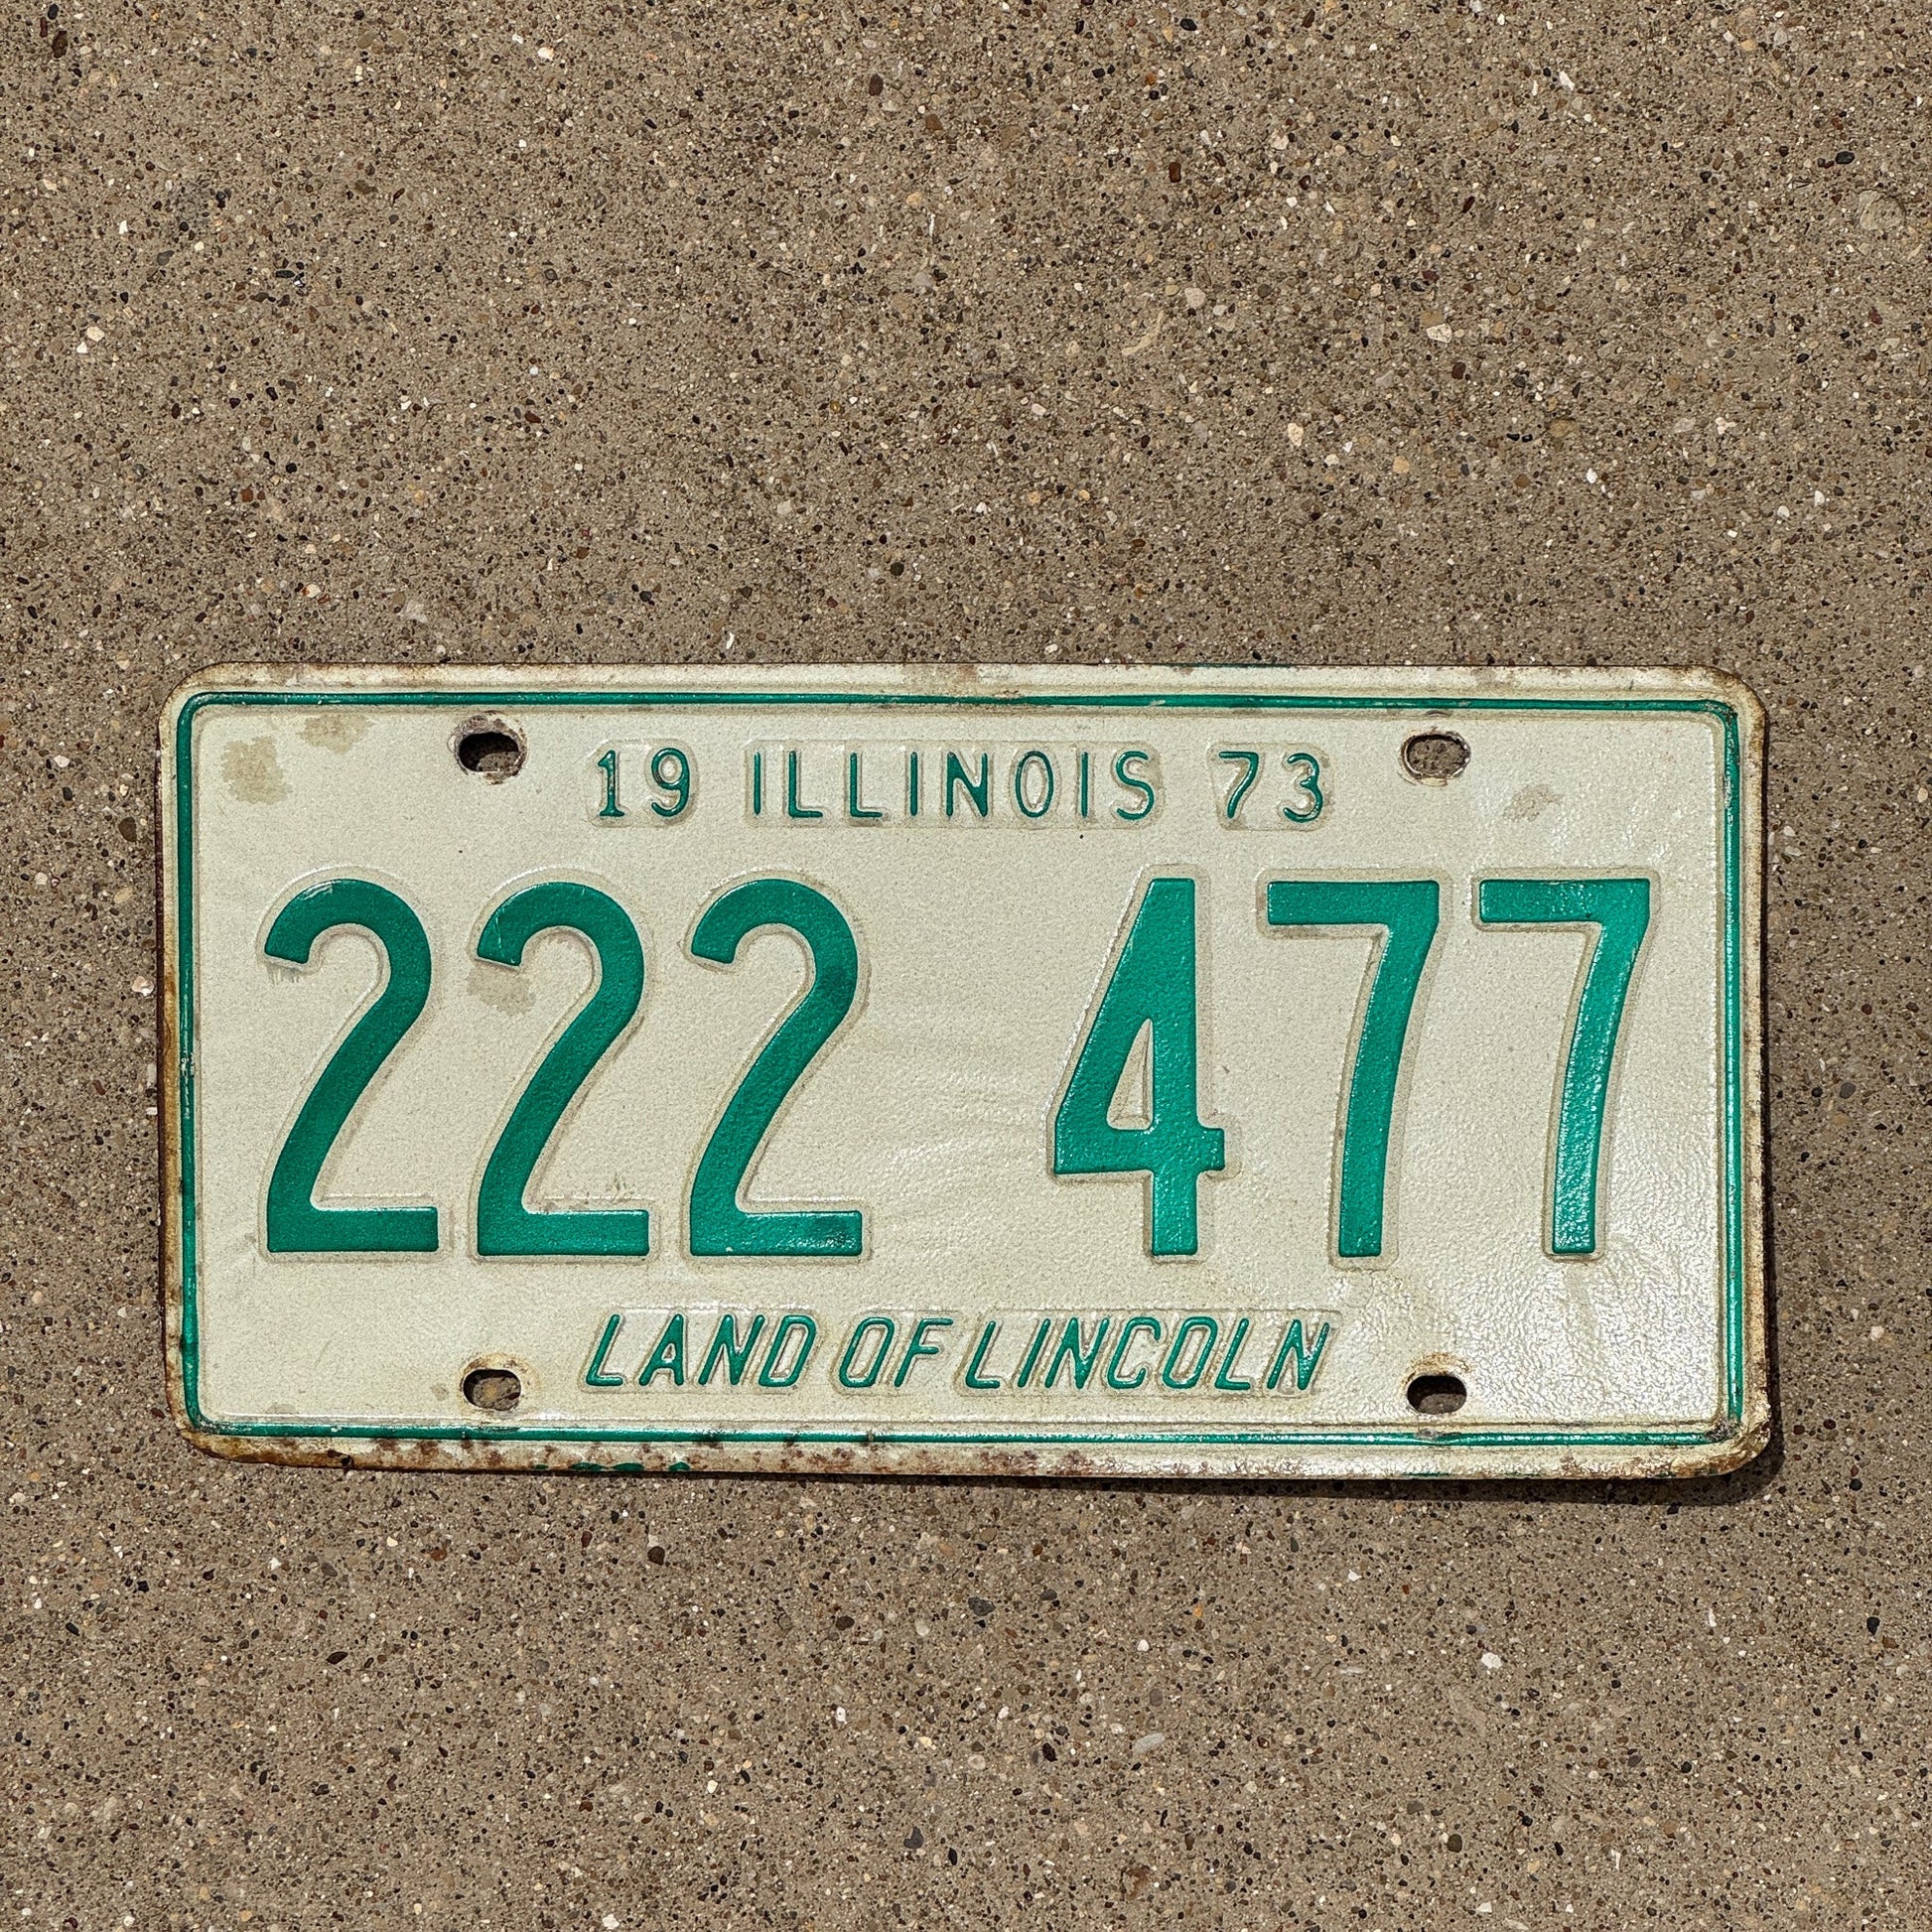 19 ILLINOIS 73
222 477
LAND OF LINCOLN